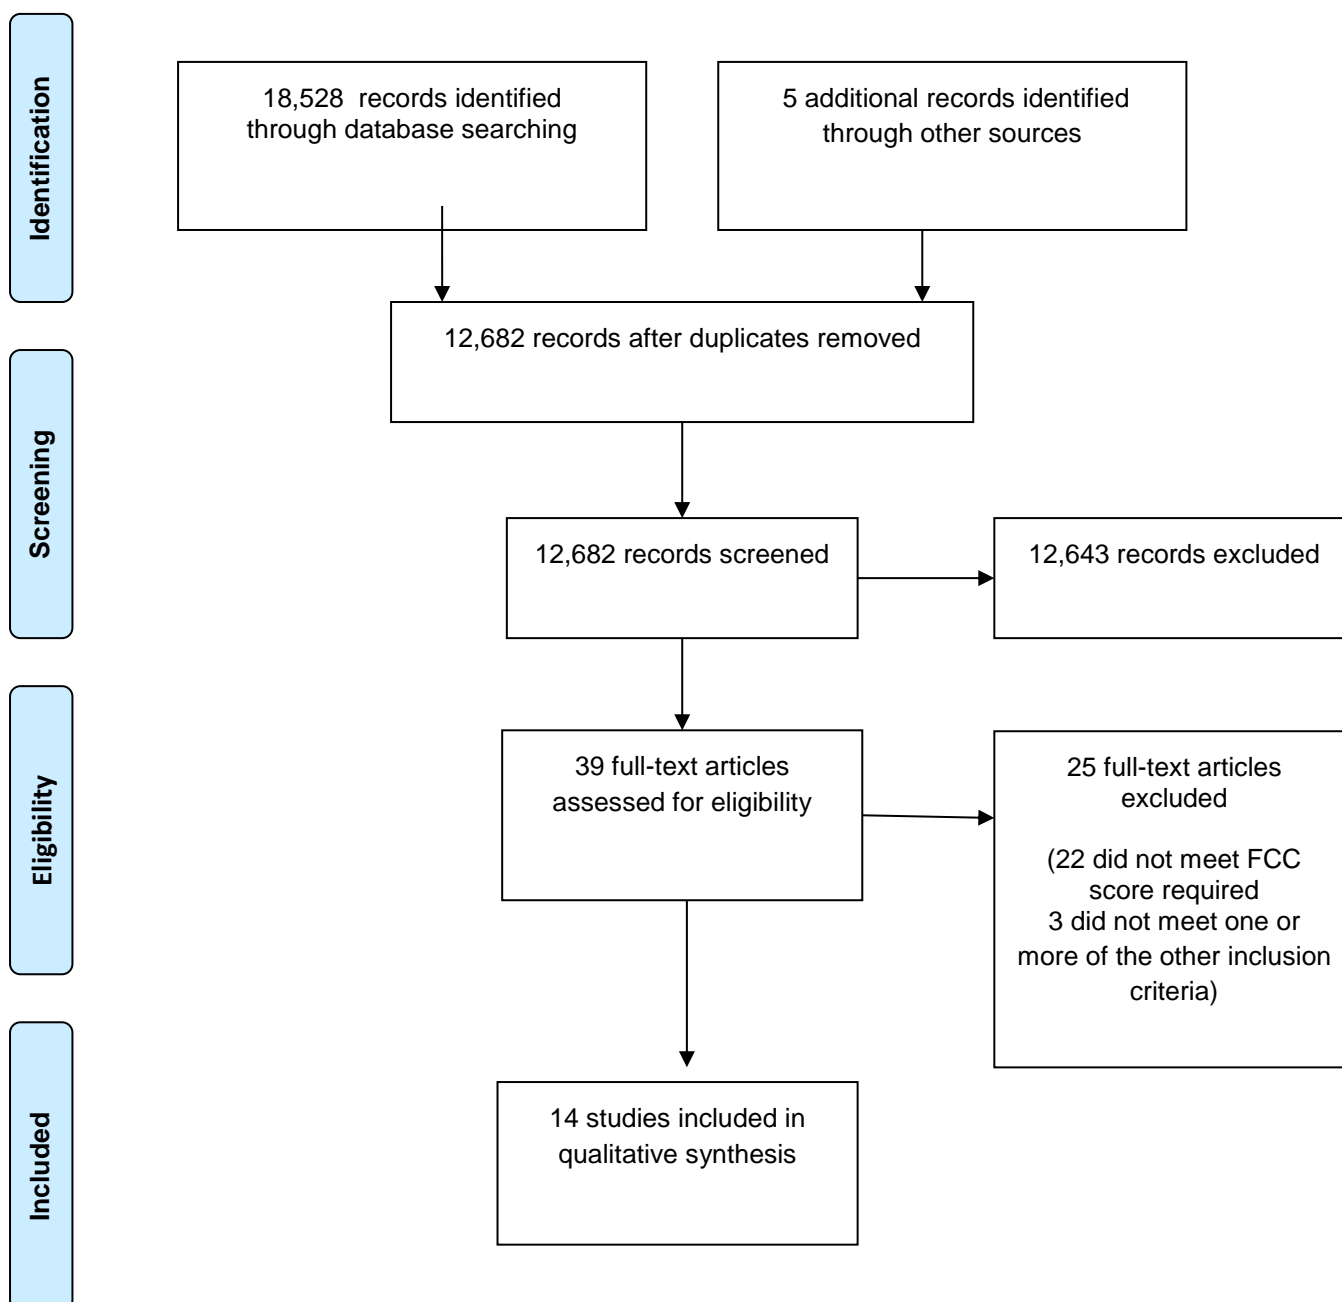 Identification
18,528  records identified
through database searching
5 additional records identified
through other sources
12,682 records after duplicates removed
Screening
12,682 records screened
12,643 records excluded
Eligibility
39 full-text articles
assessed for eligibility
25 full-text articles
excluded
(22 did not meet FCC
score required
3 did not meet one or
more of the other inclusion
criteria)
Included
14 studies included in
qualitative synthesis